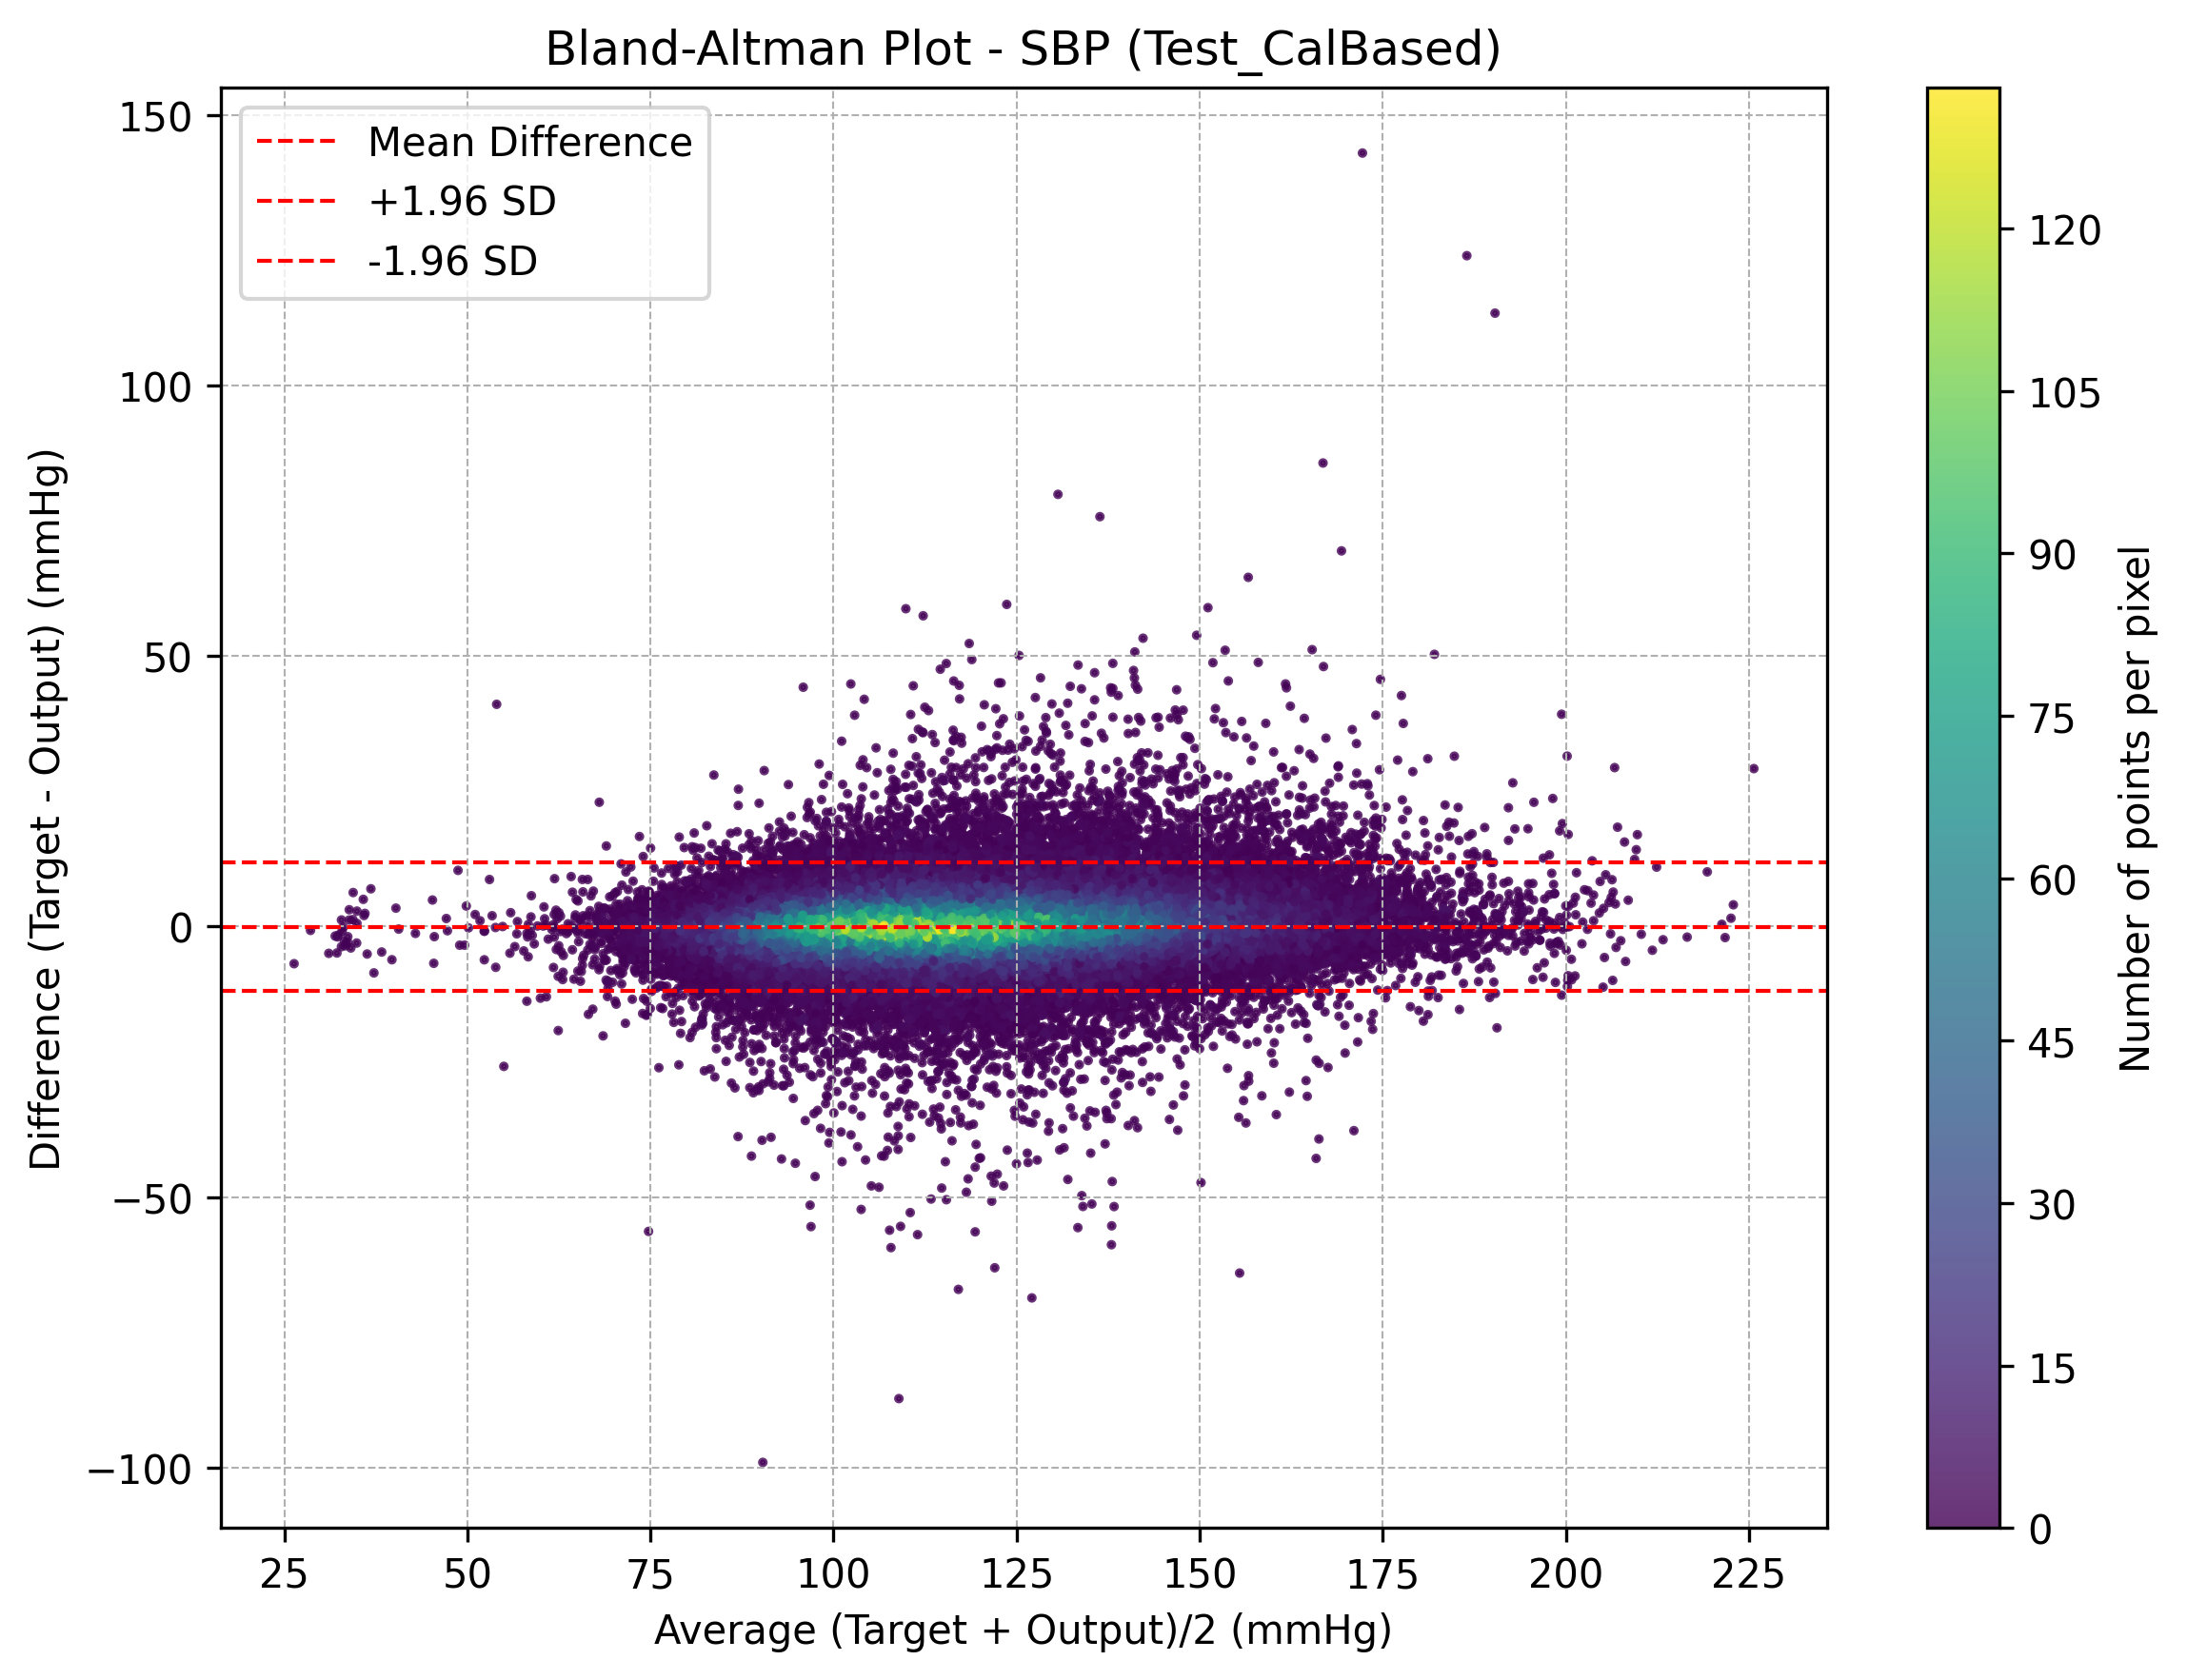 Bland-Altman Plot - SBP (Test_CalBased)
Mean Difference
+1.96 SD
-1.96 SD
Difference (Target - Output) (mmHg)
150
100
50
0
−50
−100
25 50 75 100 125 150 175 200 225
Average (Target + Output)/2 (mmHg)
120
105
90
75
60
45
30
15
0
Number of points per pixel